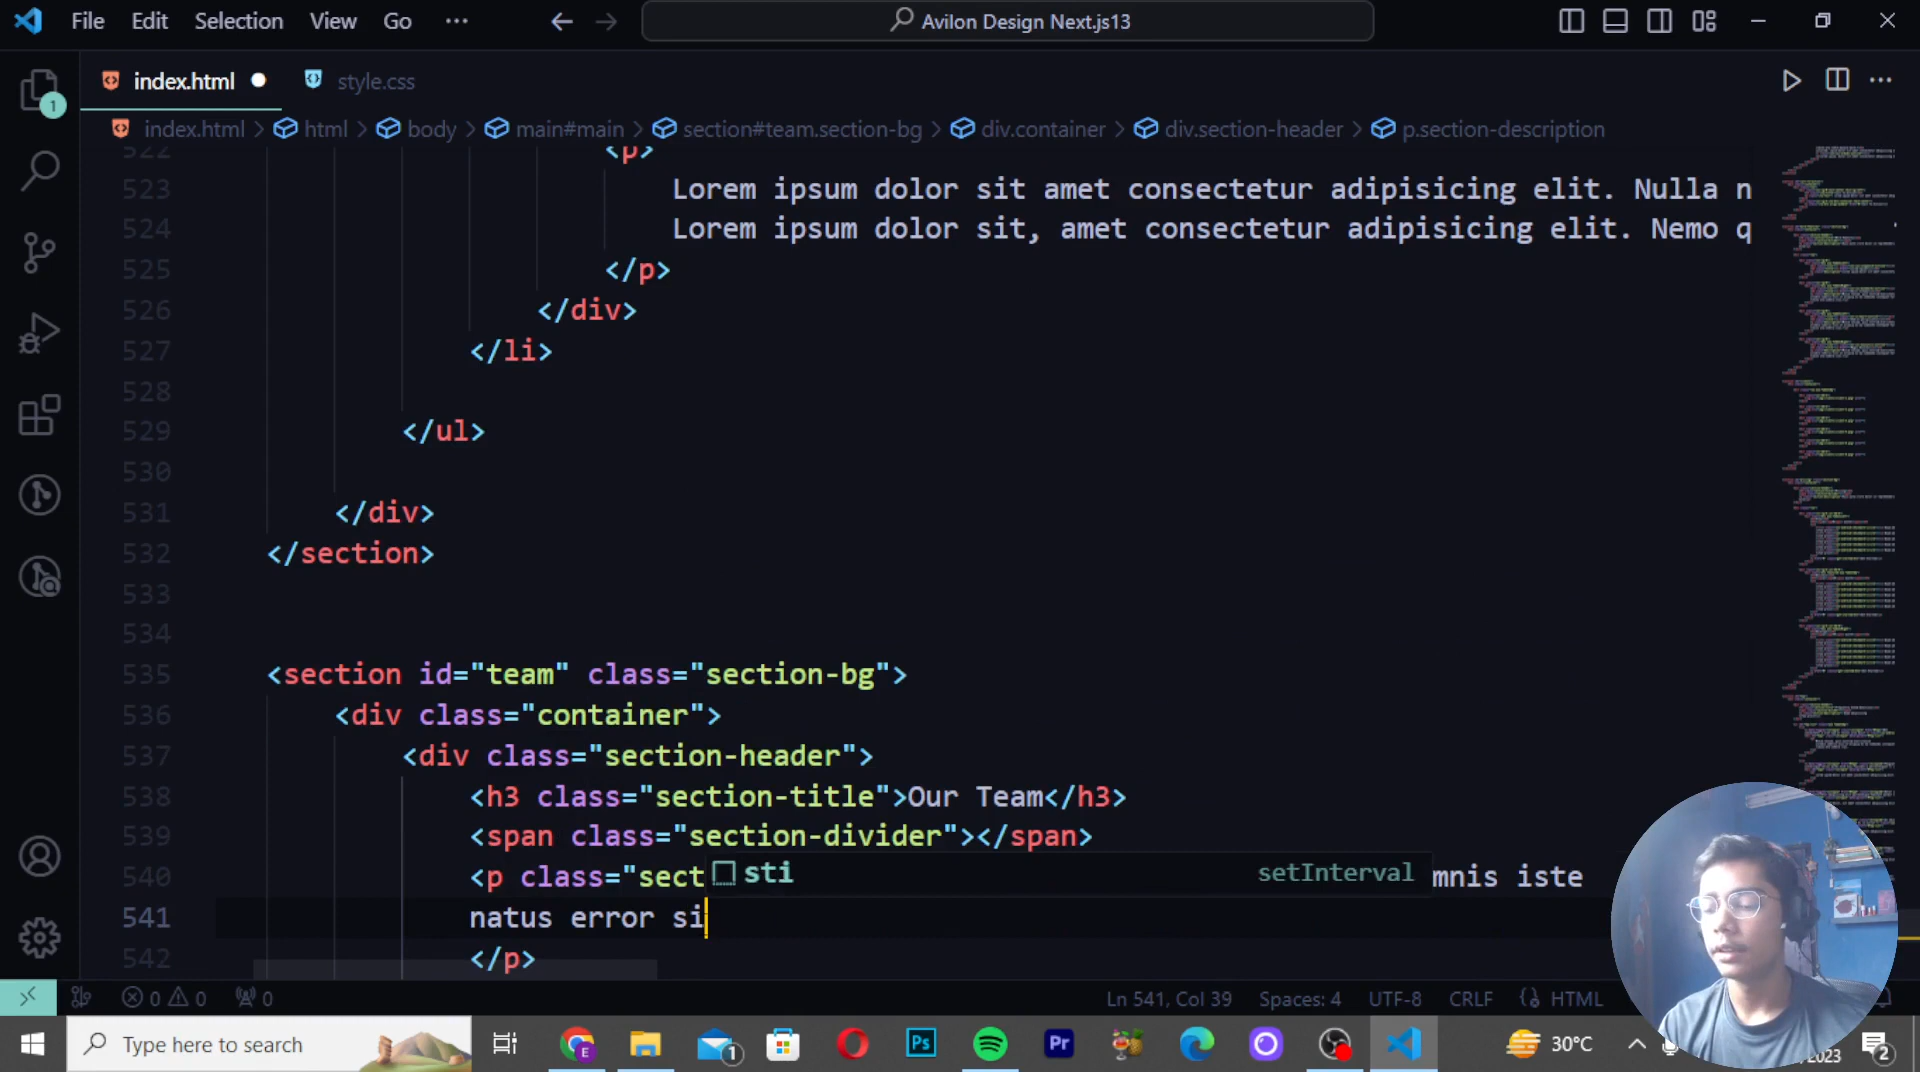 File Edit Selection View Go ··· Avilon Design Next.js13
index.html style.css
1
index.html > html > body > main#main > section#team.section-bg > div.container > div.section-header > p.section-description
522 <p>
523 Lorem ipsum dolor sit amet consectetur adipisicing elit. Nulla n
524 Lorem ipsum dolor sit, amet consectetur adipisicing elit. Nemo q
525 </p>
526 </div>
527 </li>
528
529 </ul>
530
531 </div>
532 </section>
533
534
535 <section id="team" class="section-bg">
536 <div class="container">
537 <div class="section-header">
538 <h3 class="section-title">Our Team</h3>
539 <span class="section-divider"></span>
540 <p class="sect sti setInterval mnis iste
541 natus error si
542 </p>
0 0 0 Ln 541, Col 39 Spaces: 4 UTF-8 CRLF HTML
Type here to search 1 E Ps Pr 30°C 2023 2